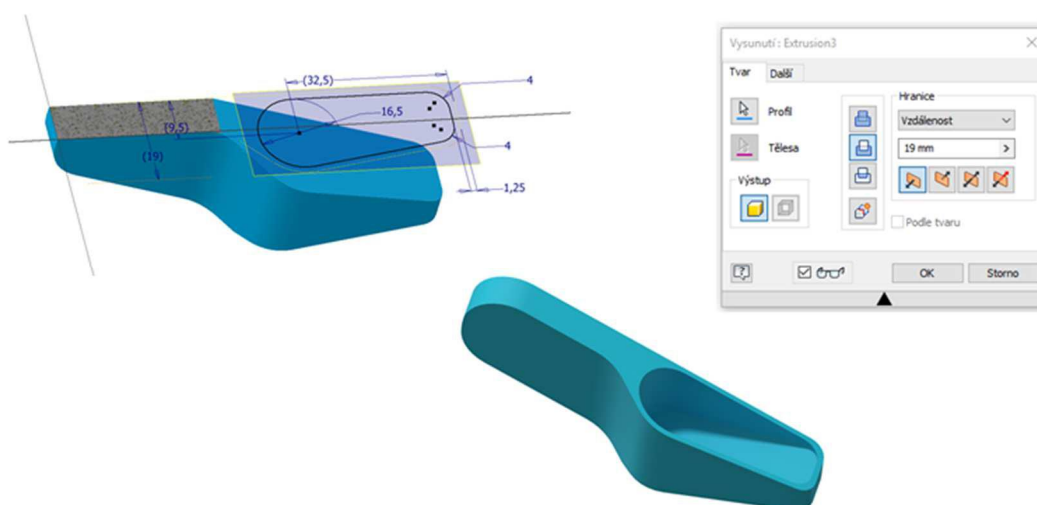 (32,5)
4
16,5
(9,5)
(19)
4
1,25
Vysunutí : Extrusion3
Tvar
Další
Profil
Tělesa
Výstup
Hranice
Vzdálenost
19 mm
Podle tvaru
OK
Storno